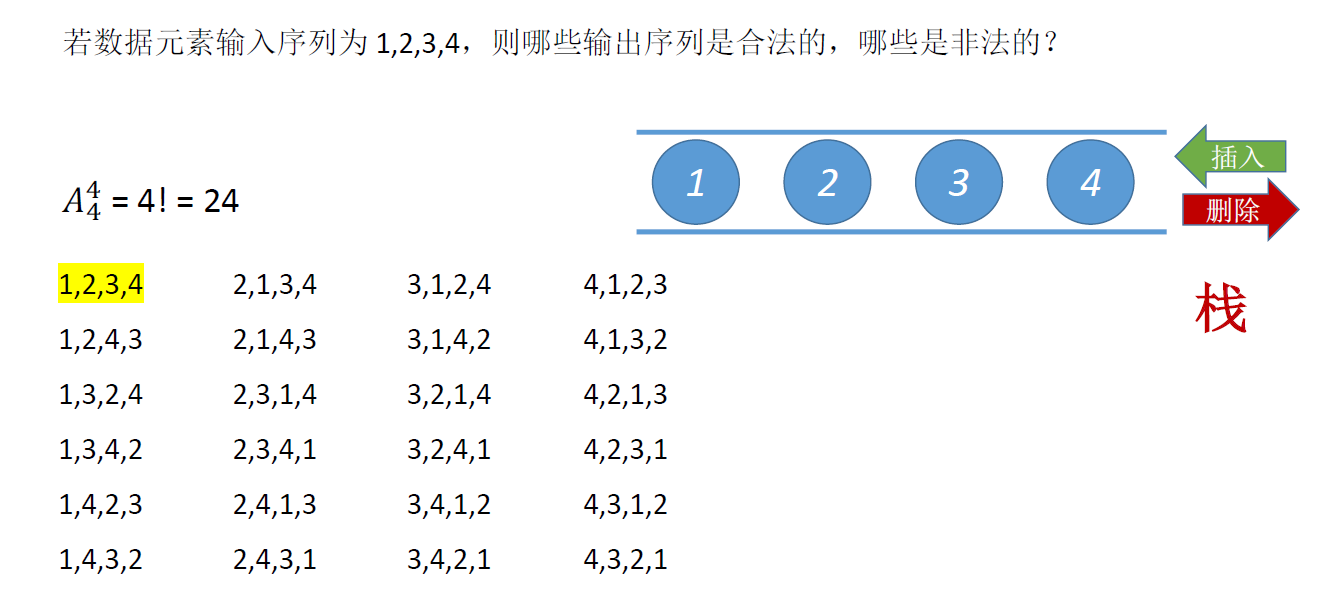 若数据元素输入序列为 1,2,3,4，则哪些输出序列是合法的，哪些是非法的？
1 2 3 4
插入
删除
A₄⁴ = 4! = 24
栈
1,2,3,4 2,1,3,4 3,1,2,4 4,1,2,3
1,2,4,3 2,1,4,3 3,1,4,2 4,1,3,2
1,3,2,4 2,3,1,4 3,2,1,4 4,2,1,3
1,3,4,2 2,3,4,1 3,2,4,1 4,2,3,1
1,4,2,3 2,4,1,3 3,4,1,2 4,3,1,2
1,4,3,2 2,4,3,1 3,4,2,1 4,3,2,1